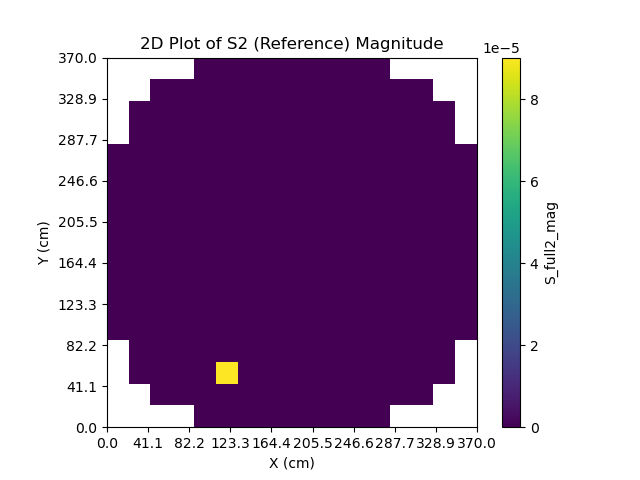 2D Plot of S2 (Reference) Magnitude
1e−5
370.0
328.9
287.7
246.6
205.5
164.4
123.3
82.2
41.1
0.0
Y (cm)
0.0 41.1 82.2 123.3 164.4 205.5 246.6 287.7 328.9 370.0
X (cm)
8
6
4
2
0
S_full2_mag